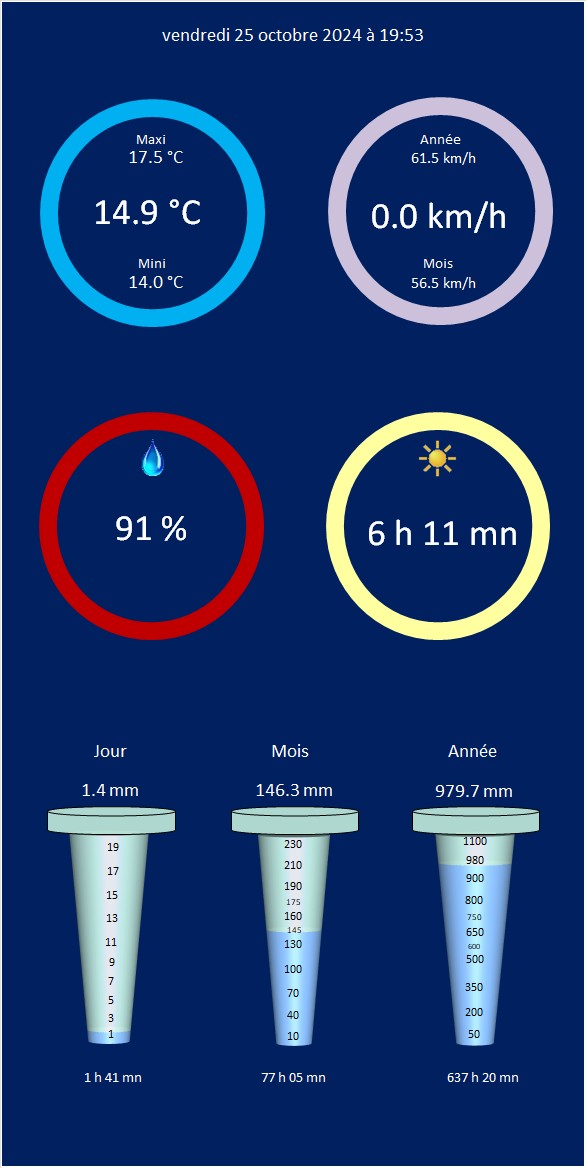 vendredi 25 octobre 2024 à 19:53
Maxi
17.5 °C
14.9 °C
Mini
14.0 °C
Année
61.5 km/h
0.0 km/h
Mois
56.5 km/h
91 %
6 h 11 mn
Jour
1.4 mm
19
17
15
13
11
9
7
5
3
1
1 h 41 mn
Mois
146.3 mm
230
210
190
175
160
145
130
100
70
40
10
77 h 05 mn
Année
979.7 mm
1100
980
900
800
750
650
600
500
350
200
50
637 h 20 mn